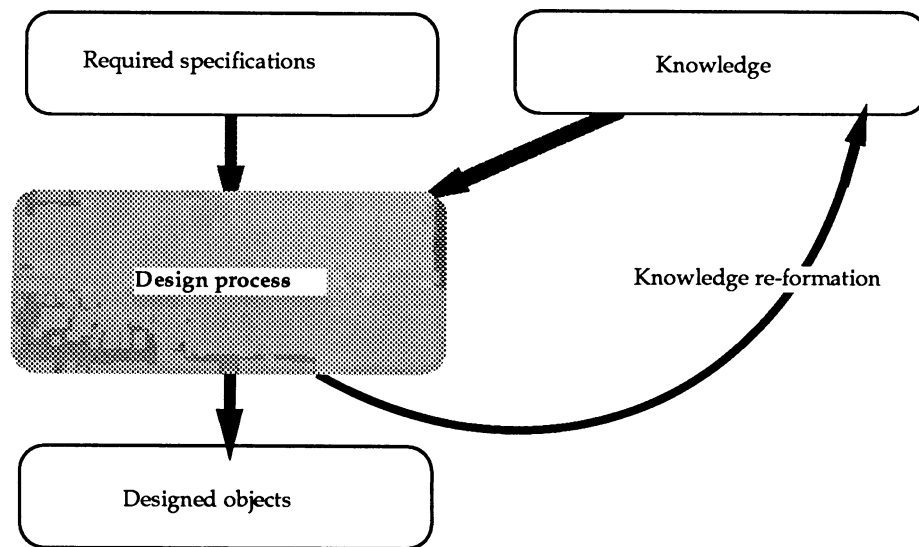 Required specifications
Knowledge
Design process
Knowledge re-formation
Designed objects